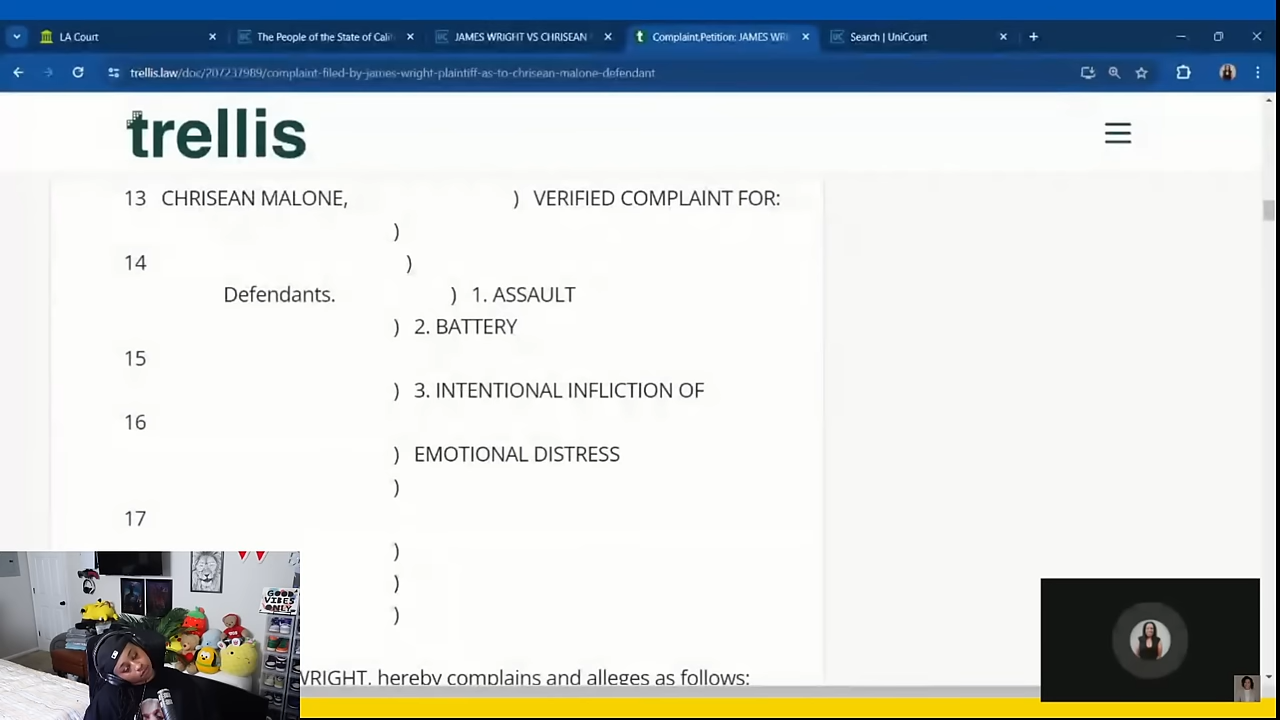 LA Court
The People of the State of Cali
JAMES WRIGHT VS CHRISEAN
Complaint,Petition: JAMES WRI
Search | UniCourt
trellis.law/doc/207237989/complaint-filed-by-james-wright-plaintiff-as-to-chrisean-malone-defendant
trellis
13 CHRISEAN MALONE, ) VERIFIED COMPLAINT FOR:
)
14 )
Defendants. ) 1. ASSAULT
) 2. BATTERY
15
) 3. INTENTIONAL INFLICTION OF
16
) EMOTIONAL DISTRESS
)
17
)
)
)
WRIGHT, hereby complains and alleges as follows:
GOOD
VIBES
ONLY